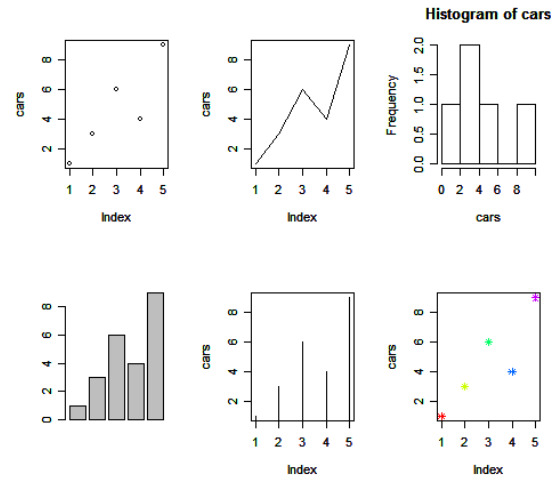 Histogram of cars
cars
2 4 6 8
1 2 3 4 5
Index
cars
2 4 6 8
1 2 3 4 5
Index
Frequency
0.0 0.5 1.0 1.5 2.0
0 2 4 6 8
cars
0 2 4 6 8
cars
2 4 6 8
1 2 3 4 5
Index
cars
2 4 6 8
1 2 3 4 5
Index